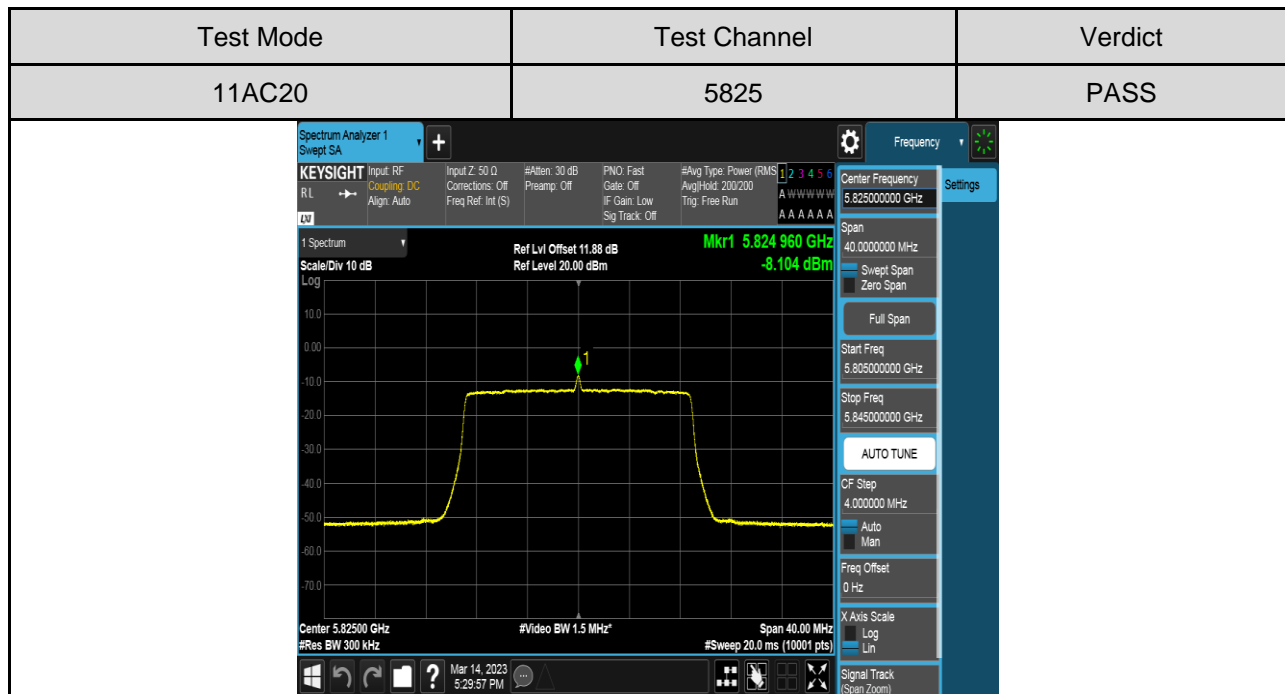 Test Mode Test Channel Verdict
11AC20 5825 PASS
Spectrum Analyzer 1
Swept SA
+
Frequency
KEYSIGHT
RL
LXI
Input: RF
Coupling: DC
Align: Auto
Input Z: 50 Ω
Corrections: Off
Freq Ref: Int (S)
#Atten: 30 dB
Preamp: Off
PNO: Fast
Gate: Off
IF Gain: Low
Sig Track: Off
#Avg Type: Power (RMS
Avg|Hold: 200/200
Trig: Free Run
1 2 3 4 5 6
A W W W W W
A A A A A A
1 Spectrum
Scale/Div 10 dB
Ref Lvl Offset 11.88 dB
Ref Level 20.00 dBm
Mkr1 5.824 960 GHz
-8.104 dBm
Log
10.0
0.00
-10.0
-20.0
-30.0
-40.0
-50.0
-60.0
-70.0
1
Center 5.82500 GHz
#Res BW 300 kHz
#Video BW 1.5 MHz*
Span 40.00 MHz
#Sweep 20.0 ms (10001 pts)
?
Mar 14, 2023
5:29:57 PM
Center Frequency
5.825000000 GHz
Settings
Span
40.0000000 MHz
Swept Span
Zero Span
Full Span
Start Freq
5.805000000 GHz
Stop Freq
5.845000000 GHz
AUTO TUNE
CF Step
4.000000 MHz
Auto
Man
Freq Offset
0 Hz
X Axis Scale
Log
Lin
Signal Track
(Span Zoom)